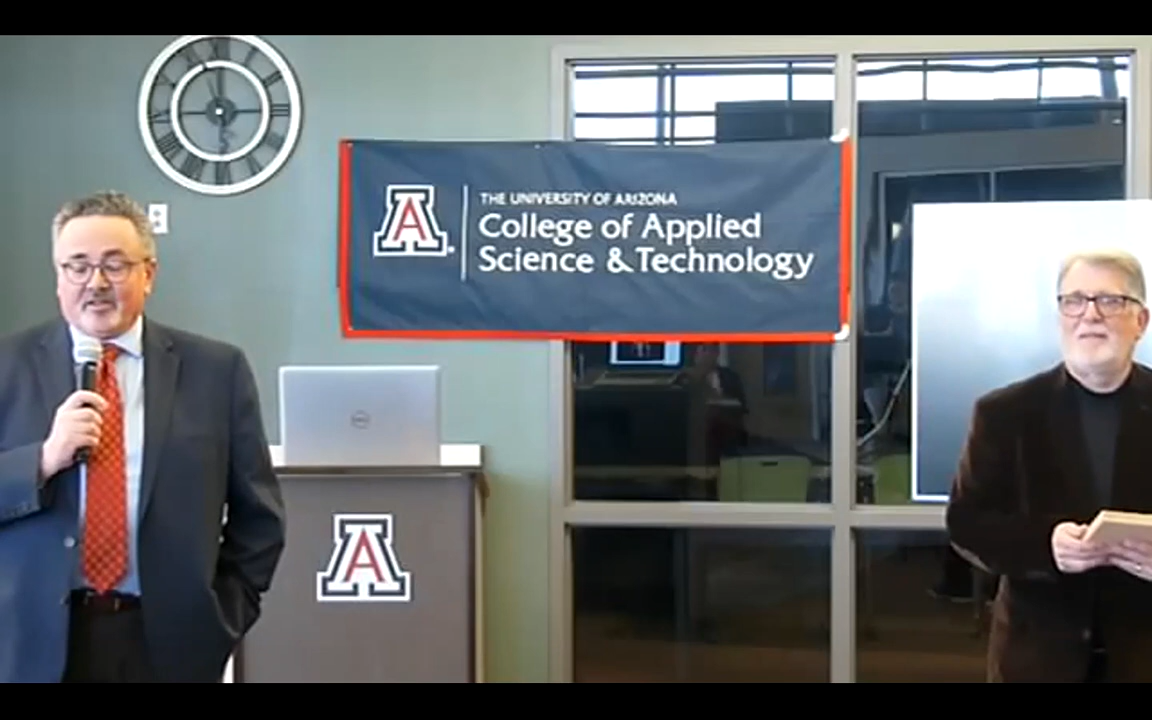 THE UNIVERSITY OF ARIZONA
A
College of Applied
Science & Technology
A